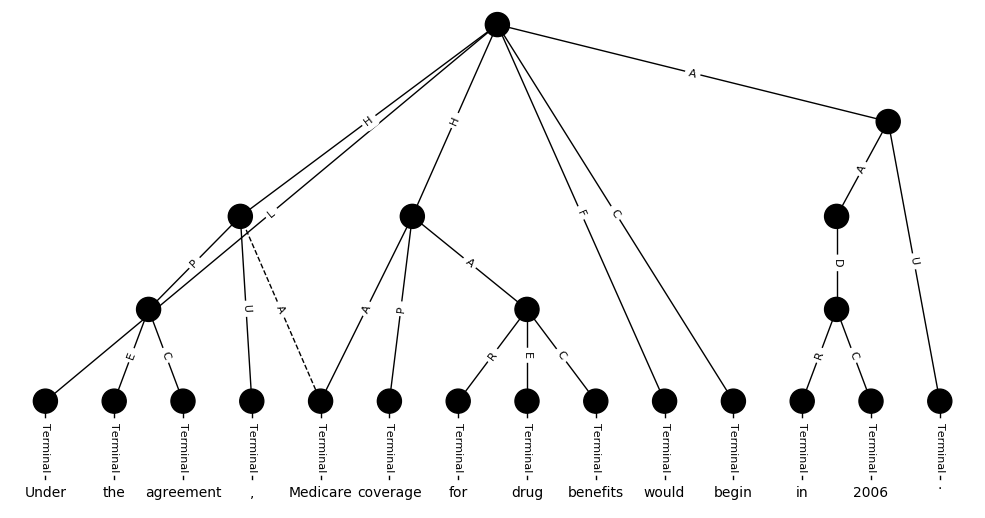 A
H
H
A
L
F
C
P
A
D
U
U
A
A
P
E
C
R
E
C
R
C
Terminal Terminal Terminal Terminal Terminal Terminal Terminal Terminal Terminal Terminal Terminal Terminal Terminal Terminal
Under the agreement , Medicare coverage for drug benefits would begin in 2006 .